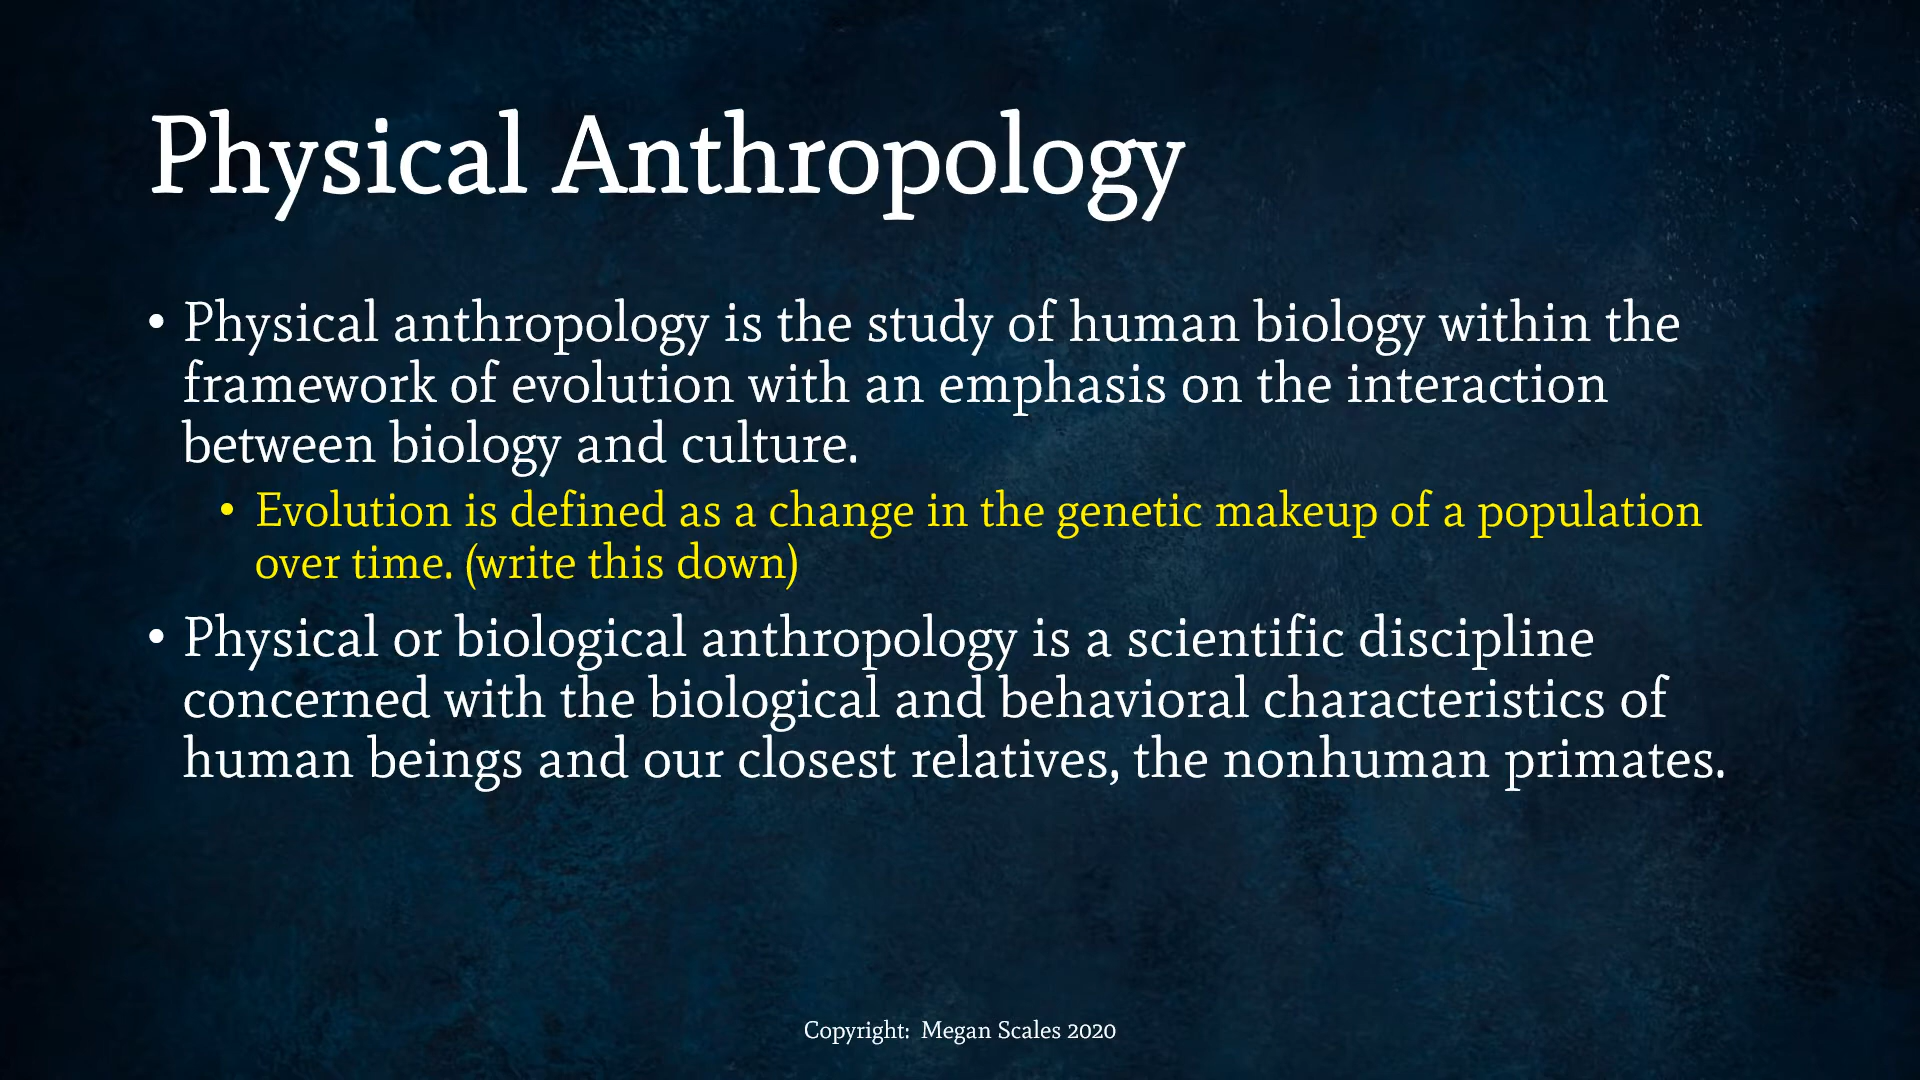 Physical Anthropology
• Physical anthropology is the study of human biology within the
framework of evolution with an emphasis on the interaction
between biology and culture.
• Evolution is defined as a change in the genetic makeup of a population
over time. (write this down)
• Physical or biological anthropology is a scientific discipline
concerned with the biological and behavioral characteristics of
human beings and our closest relatives, the nonhuman primates.
Copyright:  Megan Scales 2020